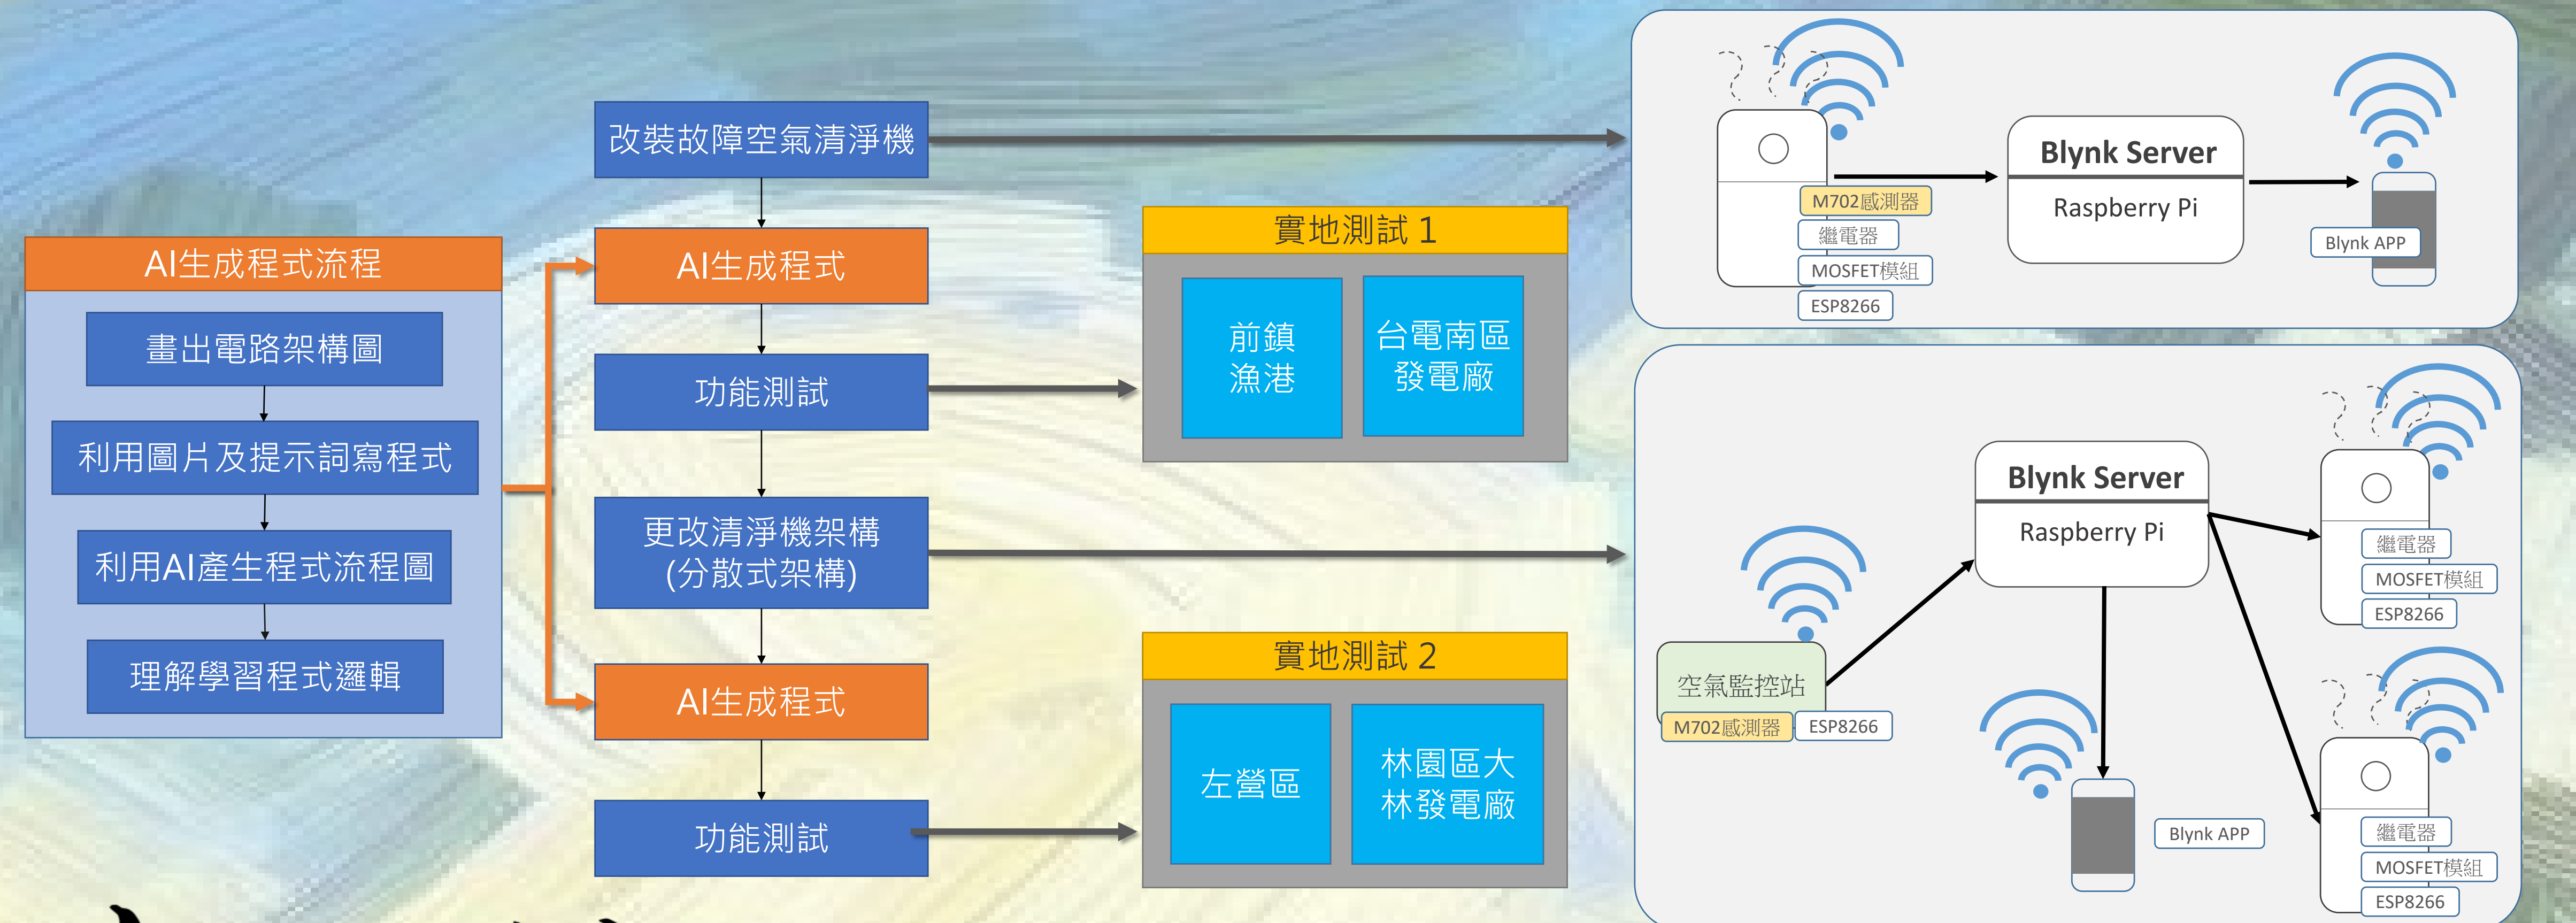 AI生成程式流程
畫出電路架構圖
利用圖片及提示詞寫程式
利用AI產生程式流程圖
理解學習程式邏輯
改裝故障空氣清淨機
AI生成程式
功能測試
更改清淨機架構
(分散式架構)
AI生成程式
功能測試
實地測試 1
前鎮
漁港
台電南區
發電廠
實地測試 2
左營區
林園區大
林發電廠
M702感測器
繼電器
MOSFET模組
ESP8266
Blynk Server
Raspberry Pi
Blynk APP
空氣監控站
M702感測器
ESP8266
Blynk Server
Raspberry Pi
Blynk APP
繼電器
MOSFET模組
ESP8266
繼電器
MOSFET模組
ESP8266